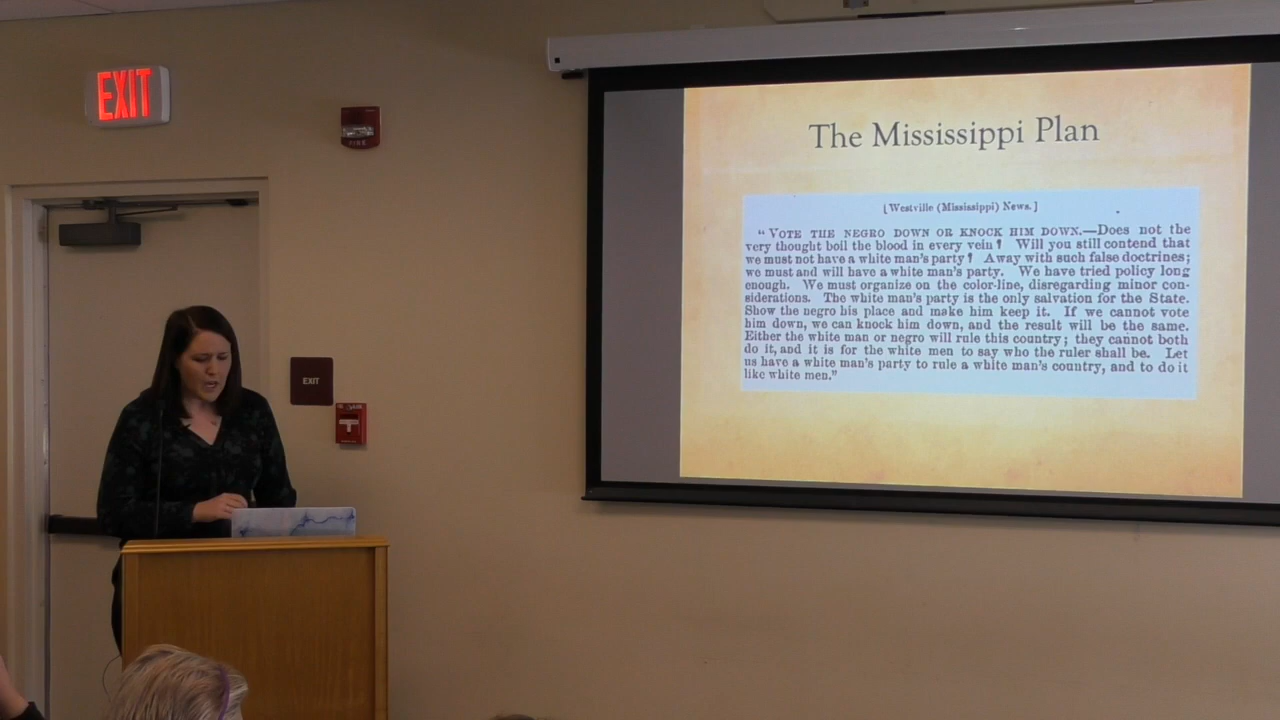 EXIT
FIRE
EXIT
The Mississippi Plan
[Westville (Mississippi) News.]
“ VOTE THE NEGRO DOWN OR KNOCK HIM DOWN.—Does not the
very thought boil the blood in every vein? Will you still contend that
we must not have a white man's party? Away with such false doctrines;
we must and will have a white man's party. We have tried policy long
enough. We must organize on the color-line, disregarding minor con-
siderations. The white man's party is the only salvation for the State.
Show the negro his place and make him keep it. If we cannot vote
him down, we can knock him down, and the result will be the same.
Either the white man or negro will rule this country; they cannot both
do it, and it is for the white men to say who the ruler shall be. Let
us have a white man's party to rule a white man's country, and to do it
like white men.”